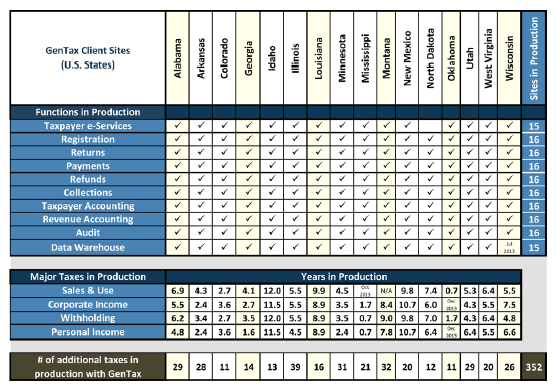 GenTax Client Sites
(U.S. States)
Alabama
Arkansas
Colorado
Georgia
Idaho
Illinois
Louisiana
Minnesota
Mississippi
Montana
New Mexico
North Dakota
Oklahoma
Utah
West Virginia
Wisconsin
Sites in Production
Functions in Production
Taxpayer e-Services ✓ ✓ ✓ ✓ ✓ ✓ ✓ ✓ ✓ ✓ ✓ ✓ ✓ ✓ ✓ 15
Registration ✓ ✓ ✓ ✓ ✓ ✓ ✓ ✓ ✓ ✓ ✓ ✓ ✓ ✓ ✓ ✓ 16
Returns ✓ ✓ ✓ ✓ ✓ ✓ ✓ ✓ ✓ ✓ ✓ ✓ ✓ ✓ ✓ ✓ 16
Payments ✓ ✓ ✓ ✓ ✓ ✓ ✓ ✓ ✓ ✓ ✓ ✓ ✓ ✓ ✓ ✓ 16
Refunds ✓ ✓ ✓ ✓ ✓ ✓ ✓ ✓ ✓ ✓ ✓ ✓ ✓ ✓ ✓ ✓ 16
Collections ✓ ✓ ✓ ✓ ✓ ✓ ✓ ✓ ✓ ✓ ✓ ✓ ✓ ✓ ✓ ✓ 16
Taxpayer Accounting ✓ ✓ ✓ ✓ ✓ ✓ ✓ ✓ ✓ ✓ ✓ ✓ ✓ ✓ ✓ ✓ 16
Revenue Accounting ✓ ✓ ✓ ✓ ✓ ✓ ✓ ✓ ✓ ✓ ✓ ✓ ✓ ✓ ✓ ✓ 16
Audit ✓ ✓ ✓ ✓ ✓ ✓ ✓ ✓ ✓ ✓ ✓ ✓ ✓ ✓ ✓ ✓ 16
Data Warehouse ✓ ✓ ✓ ✓ ✓ ✓ ✓ ✓ ✓ ✓ ✓ ✓ ✓ ✓ ✓ Jul 2013 15
Major Taxes in Production Years in Production
Sales & Use 6.9 4.3 2.7 4.1 12.0 5.5 9.9 4.5 Oct 2013 N/A 9.8 7.4 0.7 5.3 6.4 5.5
Corporate Income 5.5 2.4 3.6 2.7 11.5 5.5 8.9 3.5 1.7 8.4 10.7 6.0 Dec 2013 4.3 5.5 7.5
Withholding 6.2 3.4 2.7 3.5 12.0 5.5 8.9 3.5 0.7 9.0 9.8 7.0 1.7 4.3 6.4 4.8
Personal Income 4.8 2.4 3.6 1.6 11.5 4.5 8.9 2.4 0.7 7.8 10.7 6.4 Dec 2013 6.4 5.5 6.6
# of additional taxes in
production with GenTax 29 28 11 14 13 39 16 31 21 32 20 12 11 29 20 26 352